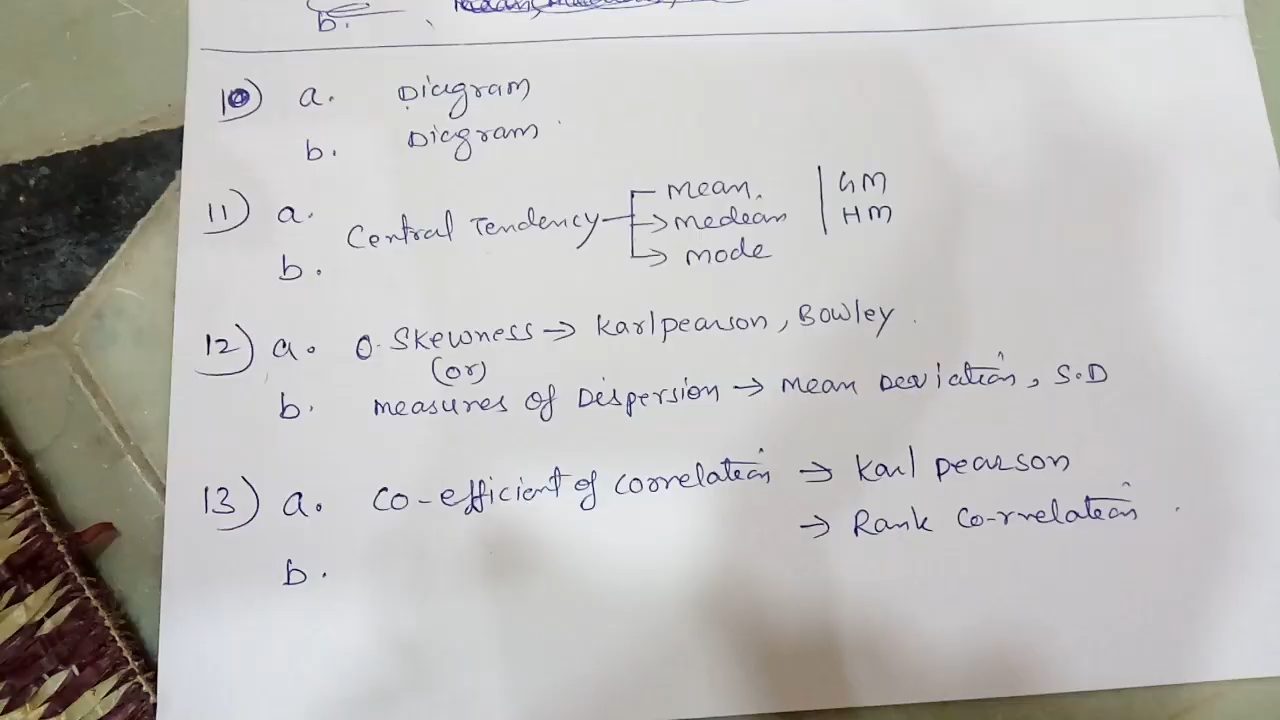 b.
10) a. Diagram
b. Diagram
11) a. Central Tendency mean. GM
→ medean HM
b. → mode
12) a. O. Skewness → Karlpearson, Bowley.
(or)
b. measures of Dispersion → mean Deviation, S.D
13) a. Co-efficient of correlation → Karl pearson
→ Rank Co-rrelation.
b.